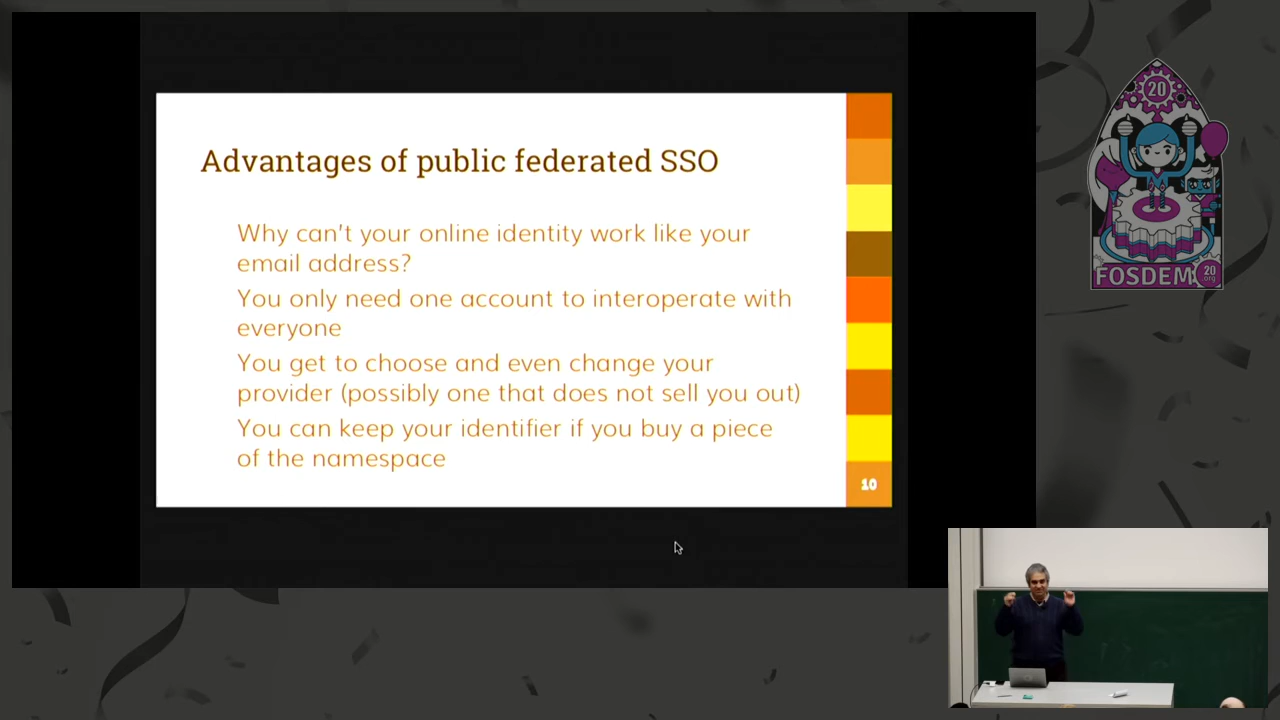 Advantages of public federated SSO
Why can't your online identity work like your
email address?
You only need one account to interoperate with
everyone
You get to choose and even change your
provider (possibly one that does not sell you out)
You can keep your identifier if you buy a piece
of the namespace
10
20
FOSDEM
20
.org